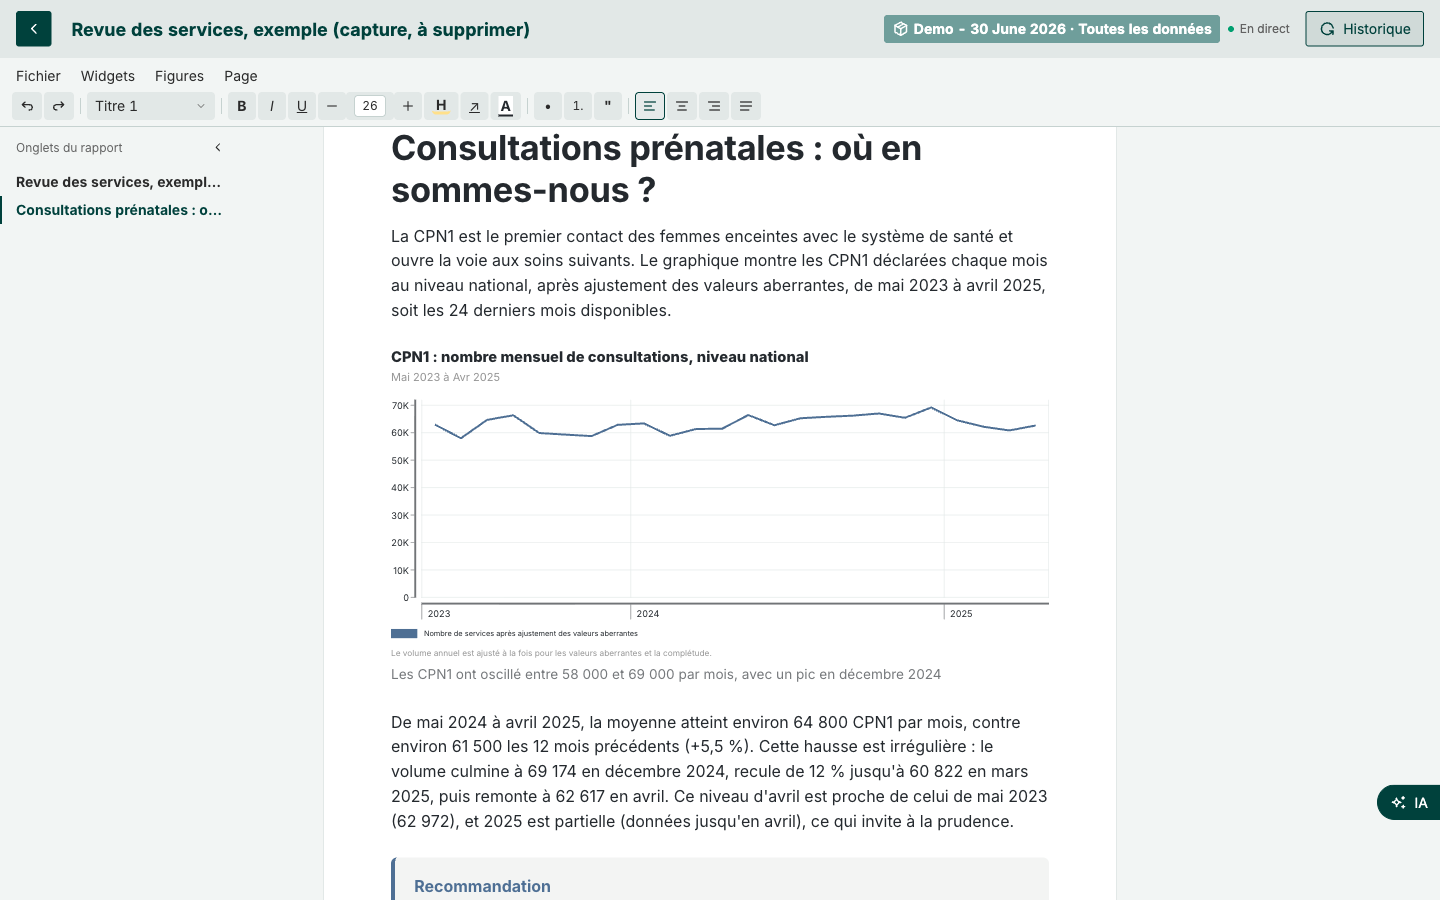 Revue des services, exemple (capture, à supprimer)
Demo - 30 June 2026 · Toutes les données
En direct
Historique
Fichier Widgets Figures Page
Titre 1
B I U 26 H A • 1. "
Onglets du rapport
Revue des services, exempl...
Consultations prénatales : o...
Consultations prénatales : où en
sommes-nous ?
La CPN1 est le premier contact des femmes enceintes avec le système de santé et
ouvre la voie aux soins suivants. Le graphique montre les CPN1 déclarées chaque mois
au niveau national, après ajustement des valeurs aberrantes, de mai 2023 à avril 2025,
soit les 24 derniers mois disponibles.
CPN1 : nombre mensuel de consultations, niveau national
Mai 2023 à Avr 2025
70K
60K
50K
40K
30K
20K
10K
0
2023 2024 2025
Nombre de services après ajustement des valeurs aberrantes
Le volume annuel est ajusté à la fois pour les valeurs aberrantes et la complétude.
Les CPN1 ont oscillé entre 58 000 et 69 000 par mois, avec un pic en décembre 2024
De mai 2024 à avril 2025, la moyenne atteint environ 64 800 CPN1 par mois, contre
environ 61 500 les 12 mois précédents (+5,5 %). Cette hausse est irrégulière : le
volume culmine à 69 174 en décembre 2024, recule de 12 % jusqu'à 60 822 en mars
2025, puis remonte à 62 617 en avril. Ce niveau d'avril est proche de celui de mai 2023
(62 972), et 2025 est partielle (données jusqu'en avril), ce qui invite à la prudence.
Recommandation
IA